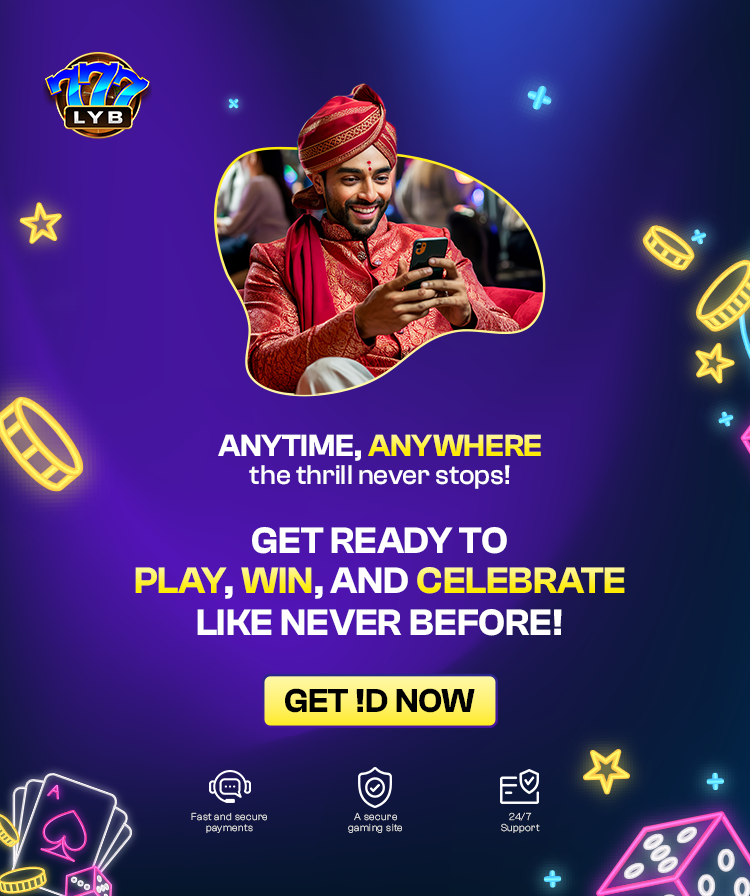 777
LYB
ANYTIME, ANYWHERE
the thrill never stops!
GET READY TO
PLAY, WIN, AND CELEBRATE
LIKE NEVER BEFORE!
GET !D NOW
Fast and secure
payments
A secure
gaming site
24/7
Support
A